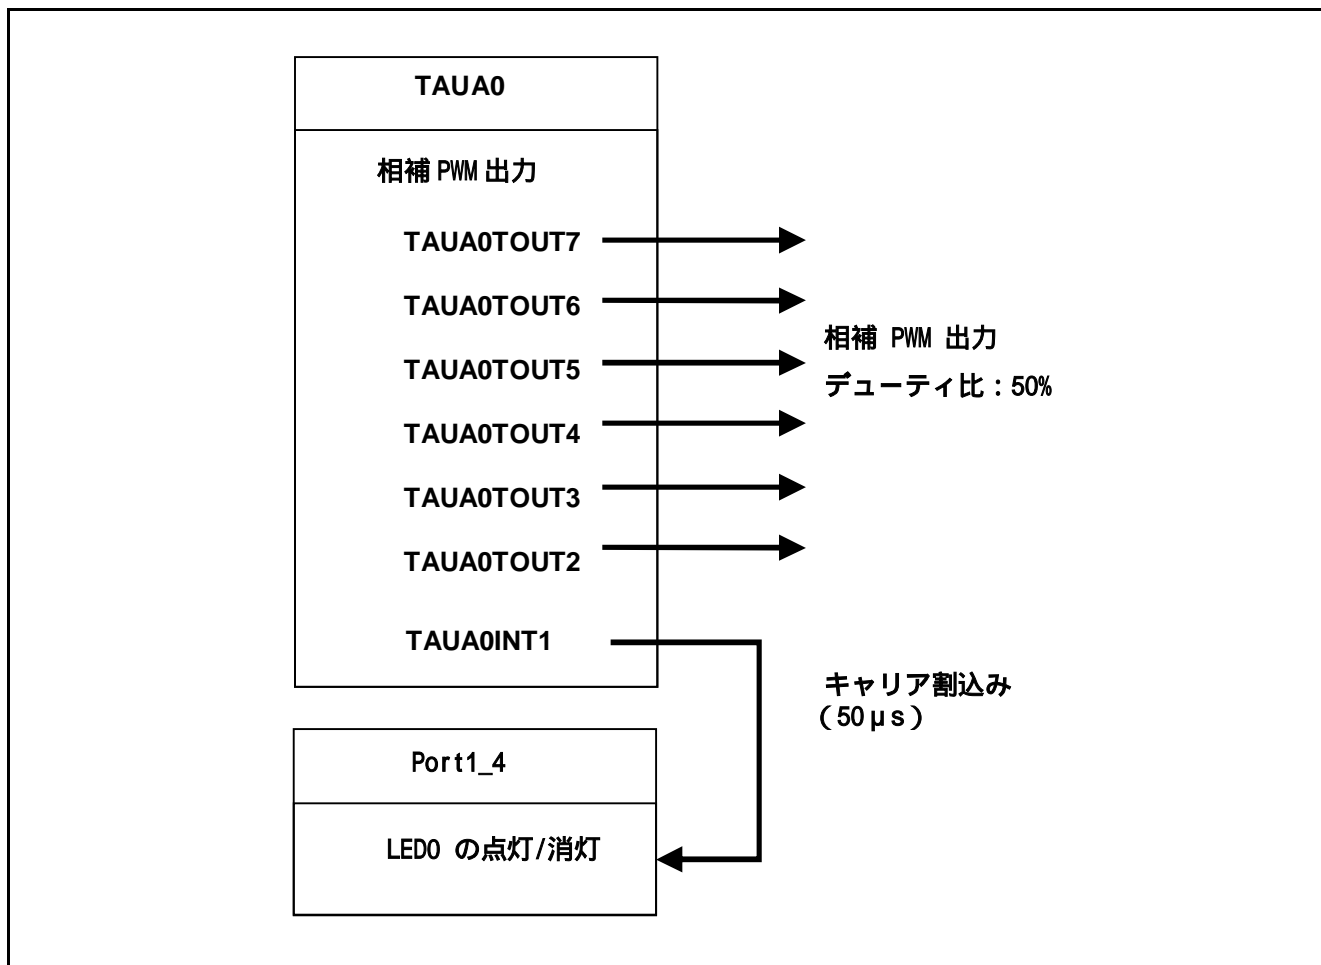 TAUA0
相補 PWM 出力
TAUA0TOUT7
TAUA0TOUT6
TAUA0TOUT5
TAUA0TOUT4
TAUA0TOUT3
TAUA0TOUT2
相補 PWM 出力
デューティ比：50%
TAUA0INT1
キャリア割込み
（50μs）
Port1_4
LED0 の点灯/消灯